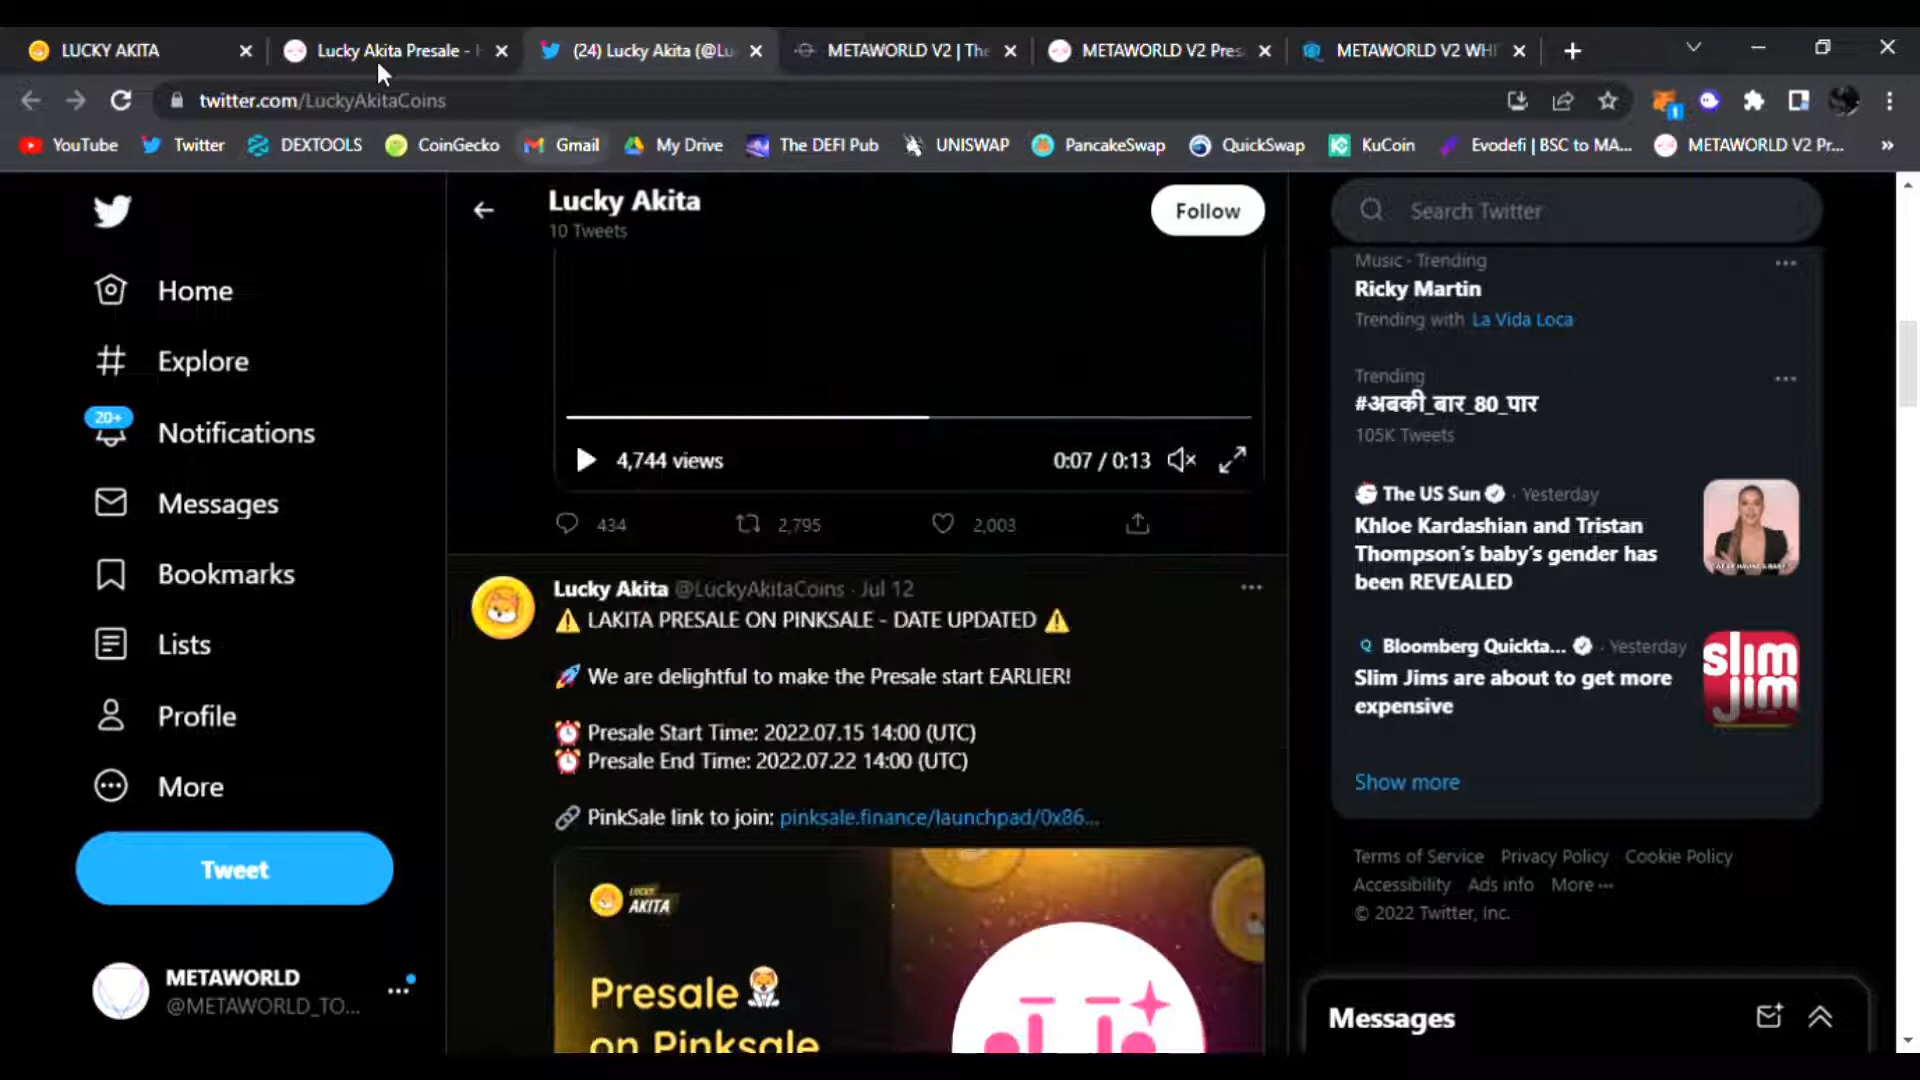 LUCKY AKITA
Lucky Akita Presale -
(24) Lucky Akita (@Lu
METAWORLD V2 | The
METAWORLD V2 Pres
METAWORLD V2 WHI
twitter.com/LuckyAkitaCoins
YouTube
Twitter
DEXTOOLS
CoinGecko
Gmail
My Drive
The DEFI Pub
UNISWAP
PancakeSwap
QuickSwap
KuCoin
Evodefi | BSC to MA...
METAWORLD V2 Pr...
»
Home
Explore
20+
Notifications
Messages
Bookmarks
Lists
Profile
More
Tweet
METAWORLD
@METAWORLD_TO...
Lucky Akita
10 Tweets
Follow
4,744 views
0:07 / 0:13
434
2,795
2,003
Lucky Akita @LuckyAkitaCoins · Jul 12
⚠ LAKITA PRESALE ON PINKSALE - DATE UPDATED ⚠
🚀 We are delightful to make the Presale start EARLIER!
⏰ Presale Start Time: 2022.07.15 14:00 (UTC)
⏰ Presale End Time: 2022.07.22 14:00 (UTC)
🔗 PinkSale link to join: pinksale.finance/launchpad/0x86...
LUCKY
AKITA
Presale
on Pinksale
Search Twitter
Music · Trending
Ricky Martin
Trending with La Vida Loca
Trending
#अबकी_बार_80_पार
105K Tweets
The US Sun · Yesterday
Khloe Kardashian and Tristan
Thompson's baby's gender has
been REVEALED
Bloomberg Quickta... · Yesterday
Slim Jims are about to get more
expensive
slim
jim
Show more
Terms of Service Privacy Policy Cookie Policy
Accessibility Ads info More ···
© 2022 Twitter, Inc.
Messages